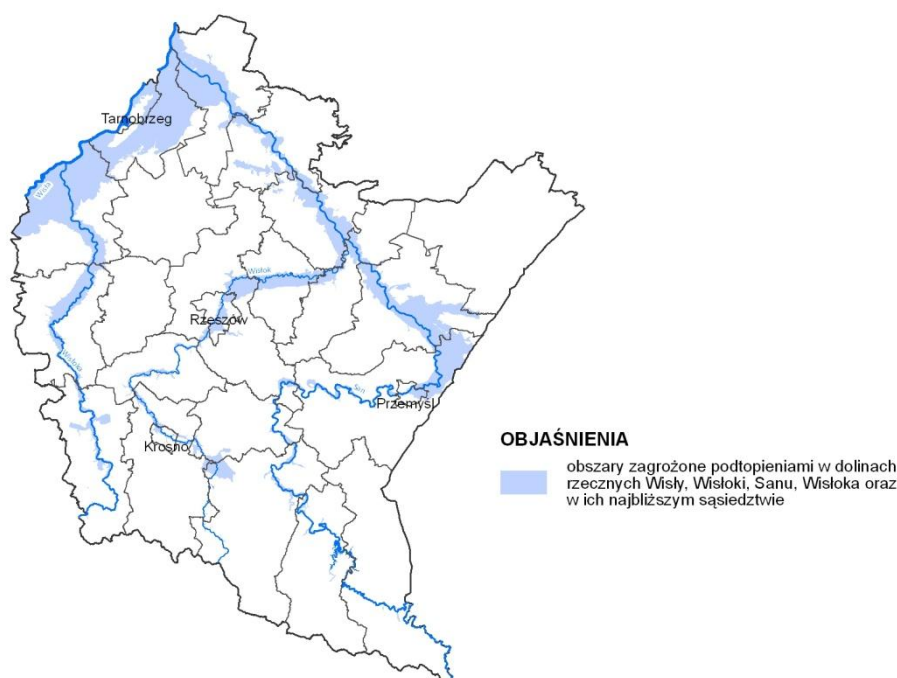 Tarnobrzeg
Wisła
Wisłok
Rzeszów
Wisłoka
San
Przemyśl
Krosno
OBJAŚNIENIA
obszary zagrożone podtopieniami w dolinach
rzecznych Wisły, Wisłoki, Sanu, Wisłoka oraz
w ich najbliższym sąsiedztwie